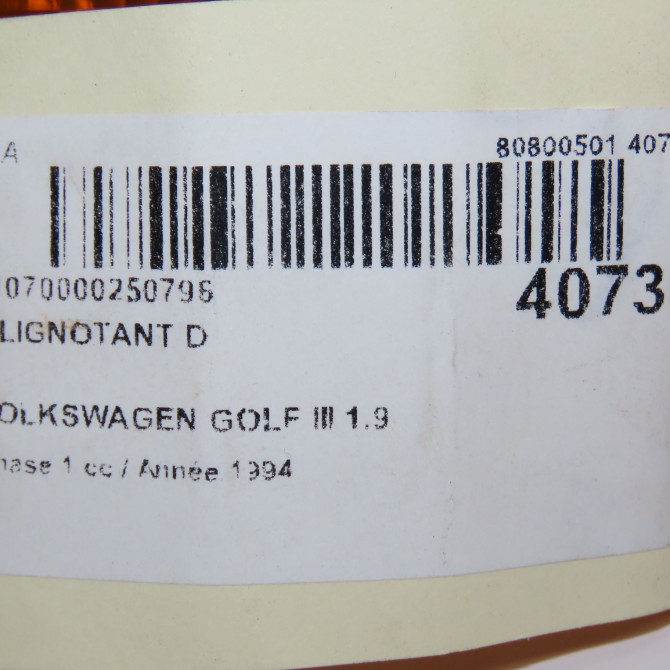 A 80800501 407
070000250796 4073
LIGNOTANT D
OLKSWAGEN GOLF III 1.9
hase 1 cc / Année 1994